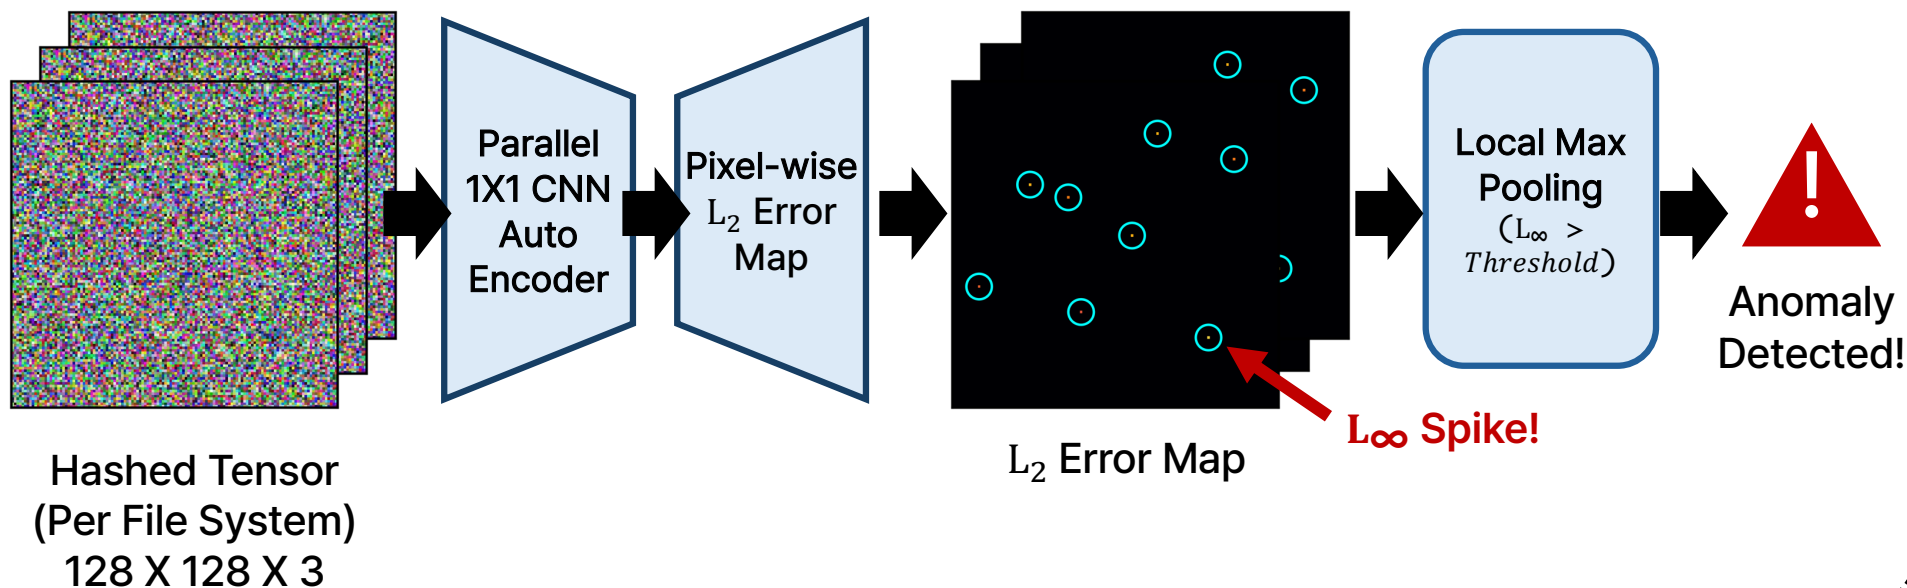 Hashed Tensor
(Per File System)
128 X 128 X 3
Parallel
1X1 CNN
Auto
Encoder
Pixel-wise
L₂ Error
Map
L₂ Error Map
L∞ Spike!
Local Max
Pooling
(L∞ >
Threshold)
!
Anomaly
Detected!